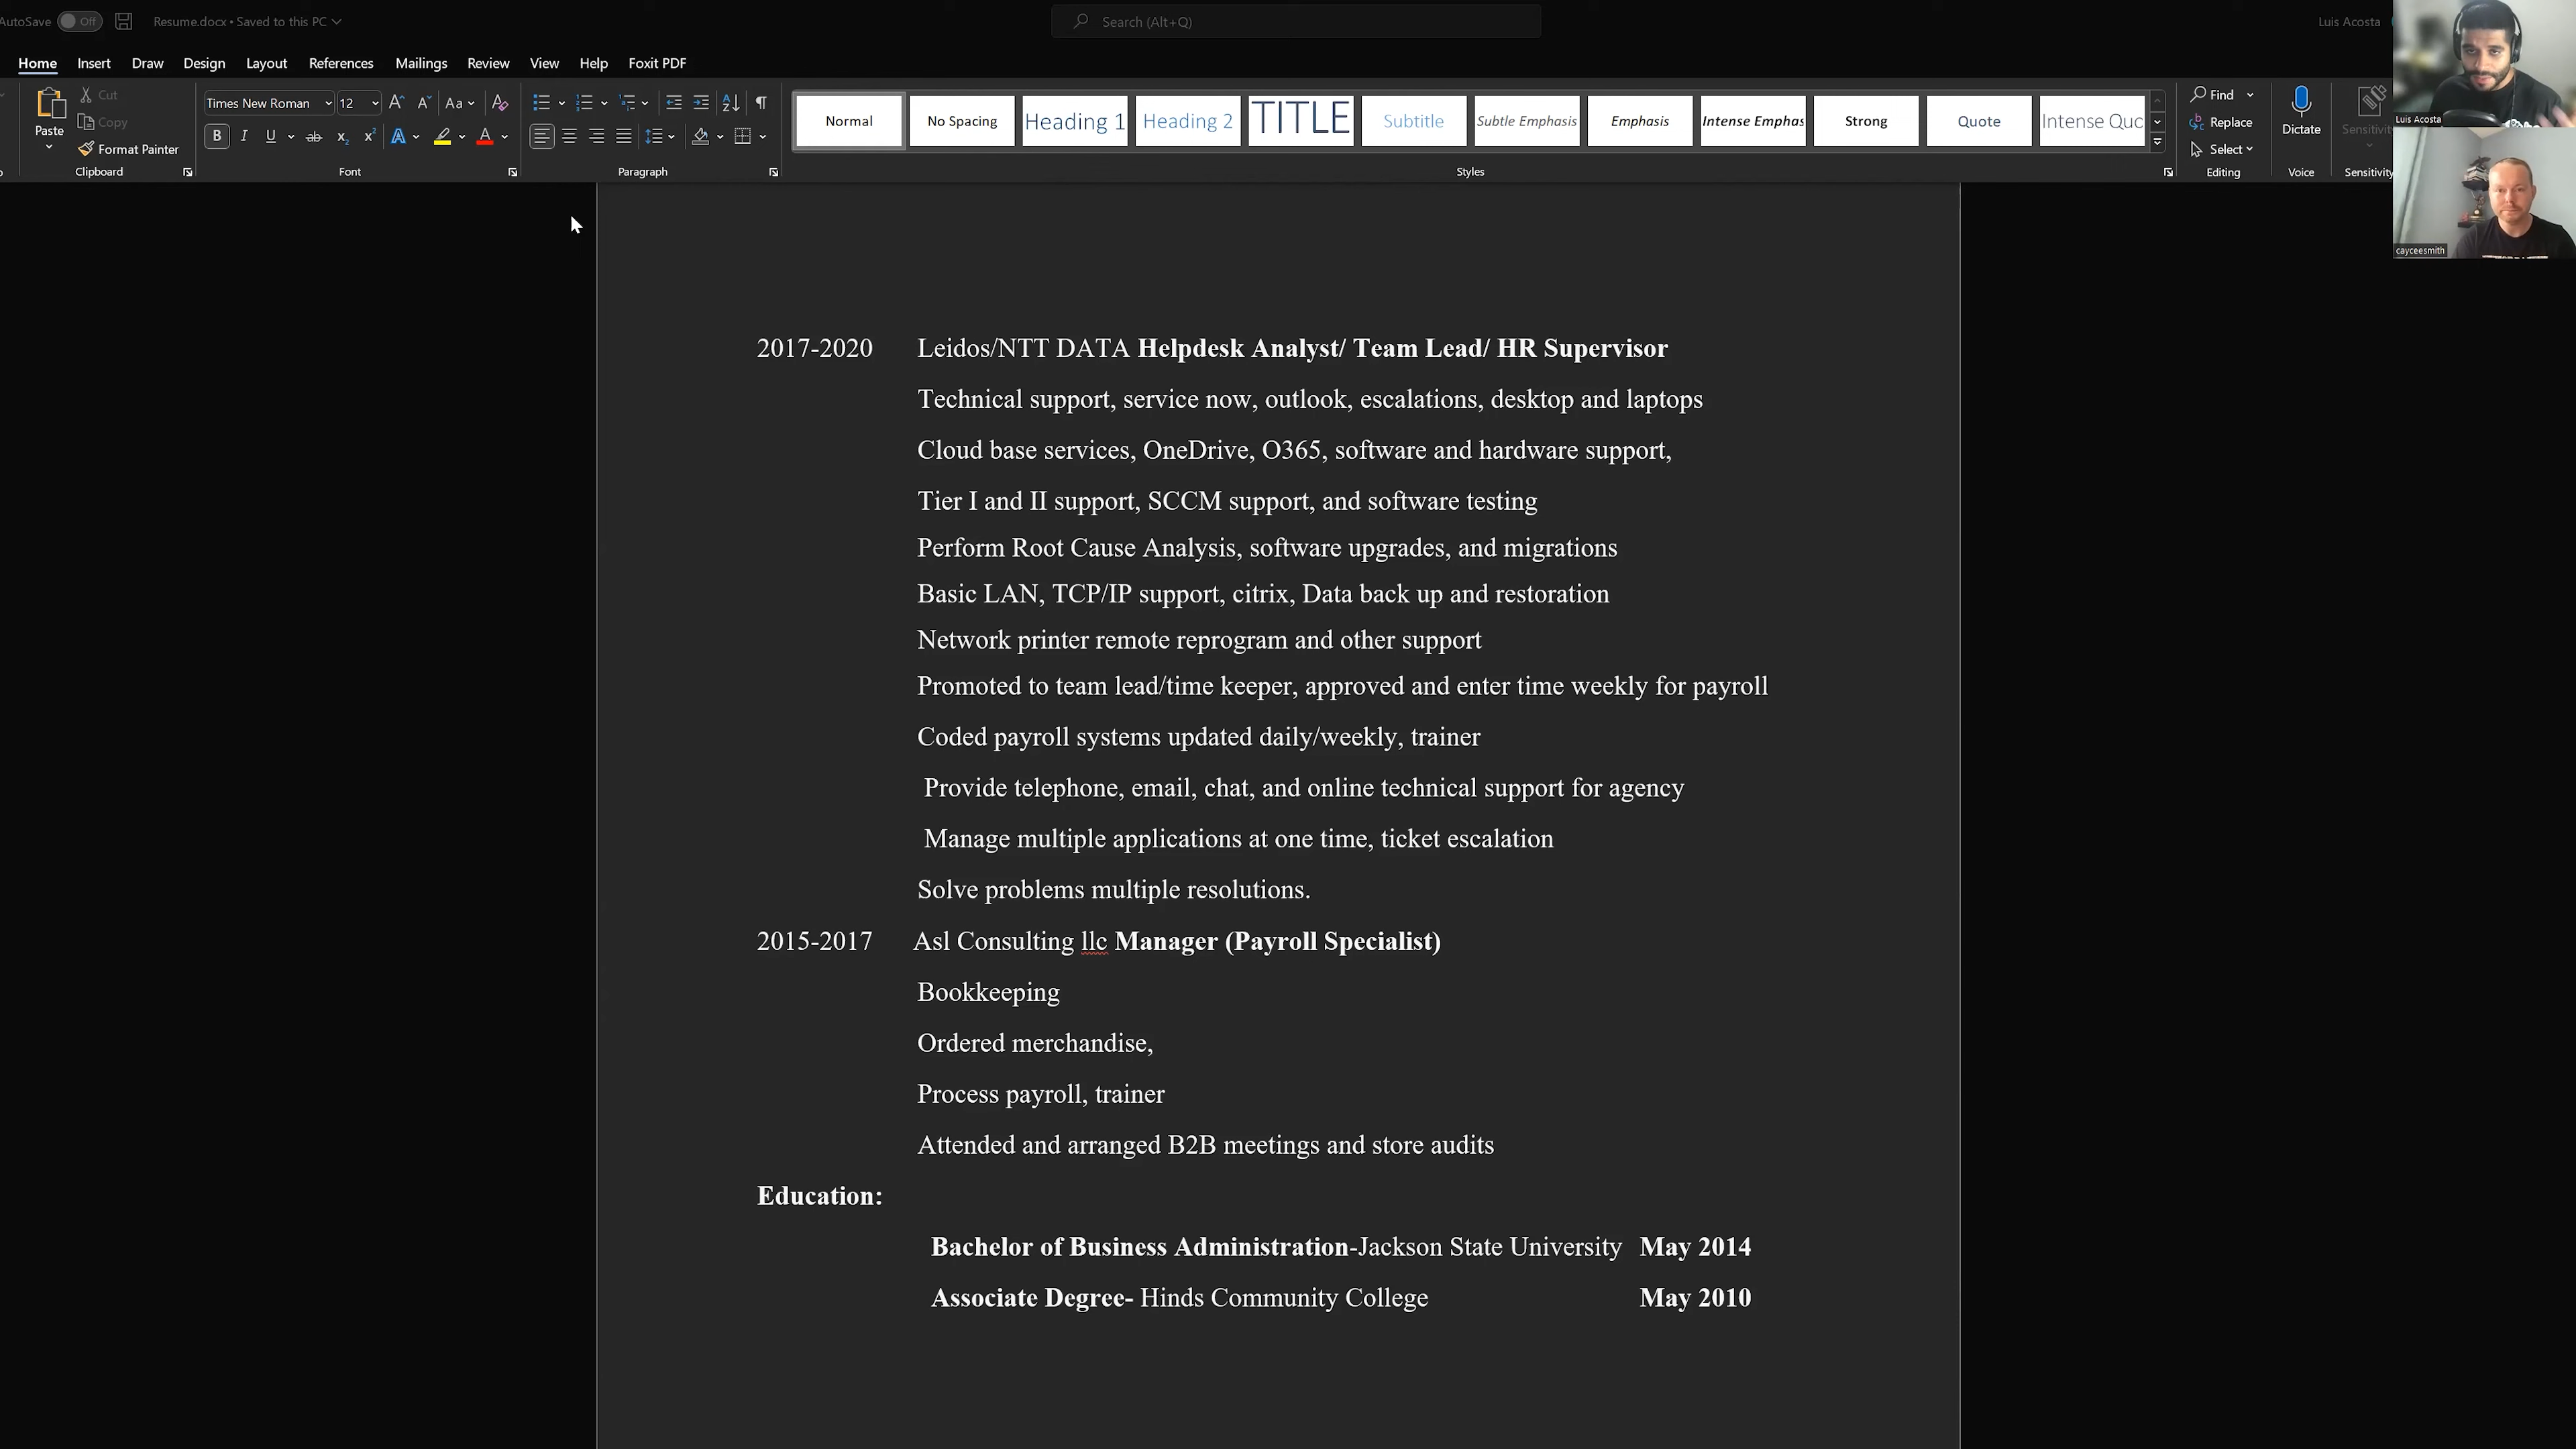 AutoSave Off Resume.docx • Saved to this PC Search (Alt+Q) Luis Acosta
Home Insert Draw Design Layout References Mailings Review View Help Foxit PDF
Paste
Cut
Copy
Format Painter
Clipboard
Times New Roman 12
Font
Paragraph
Normal No Spacing Heading 1 Heading 2 TITLE Subtitle Subtle Emphasis Emphasis Intense Emphas Strong Quote Intense Quo
Styles
Find
Replace
Select
Editing
Dictate
Voice
Sensitivity
Sensitivity
Luis Acosta
cayceesmith
2017-2020 Leidos/NTT DATA Helpdesk Analyst/ Team Lead/ HR Supervisor
Technical support, service now, outlook, escalations, desktop and laptops
Cloud base services, OneDrive, O365, software and hardware support,
Tier I and II support, SCCM support, and software testing
Perform Root Cause Analysis, software upgrades, and migrations
Basic LAN, TCP/IP support, citrix, Data back up and restoration
Network printer remote reprogram and other support
Promoted to team lead/time keeper, approved and enter time weekly for payroll
Coded payroll systems updated daily/weekly, trainer
Provide telephone, email, chat, and online technical support for agency
Manage multiple applications at one time, ticket escalation
Solve problems multiple resolutions.
2015-2017 Asl Consulting llc Manager (Payroll Specialist)
Bookkeeping
Ordered merchandise,
Process payroll, trainer
Attended and arranged B2B meetings and store audits
Education:
Bachelor of Business Administration-Jackson State University May 2014
Associate Degree- Hinds Community College May 2010